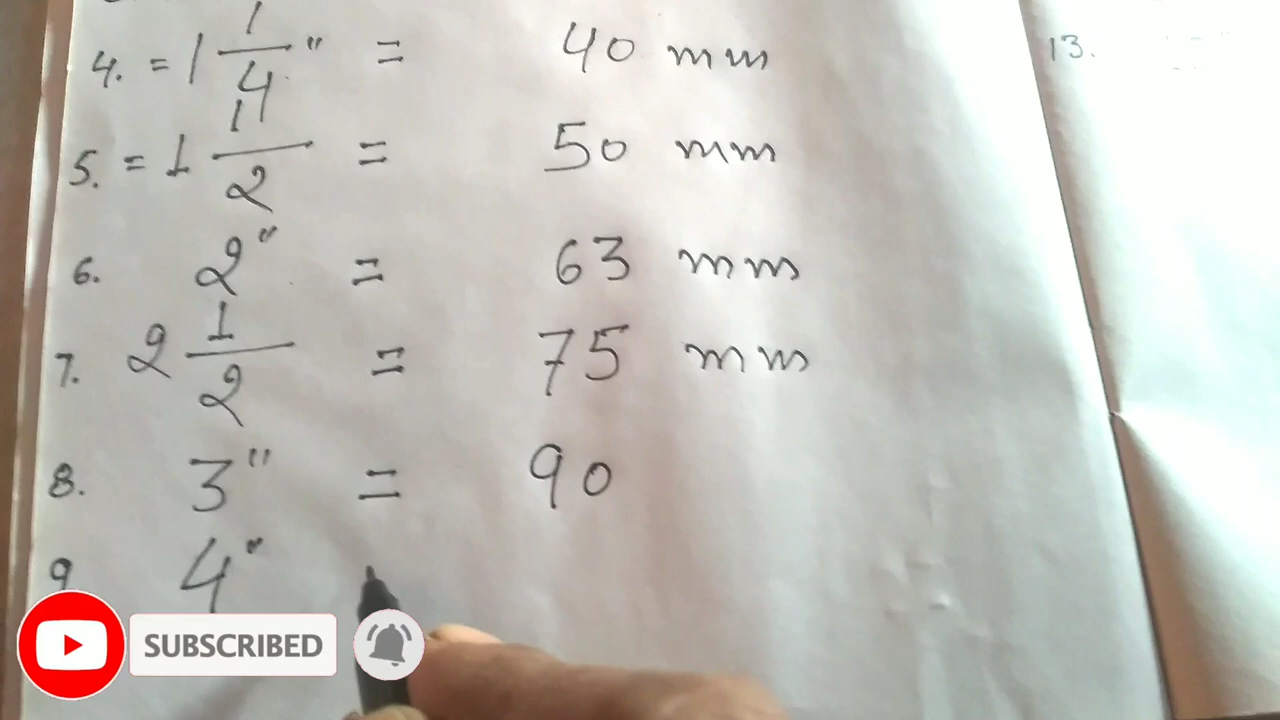 4. = 1 1/4 " = 40 mm
13.
5. = 1 1/2 = 50 mm
6. 2" = 63 mm
7. 2 1/2 = 75 mm
8. 3" = 90
9 4"
SUBSCRIBED